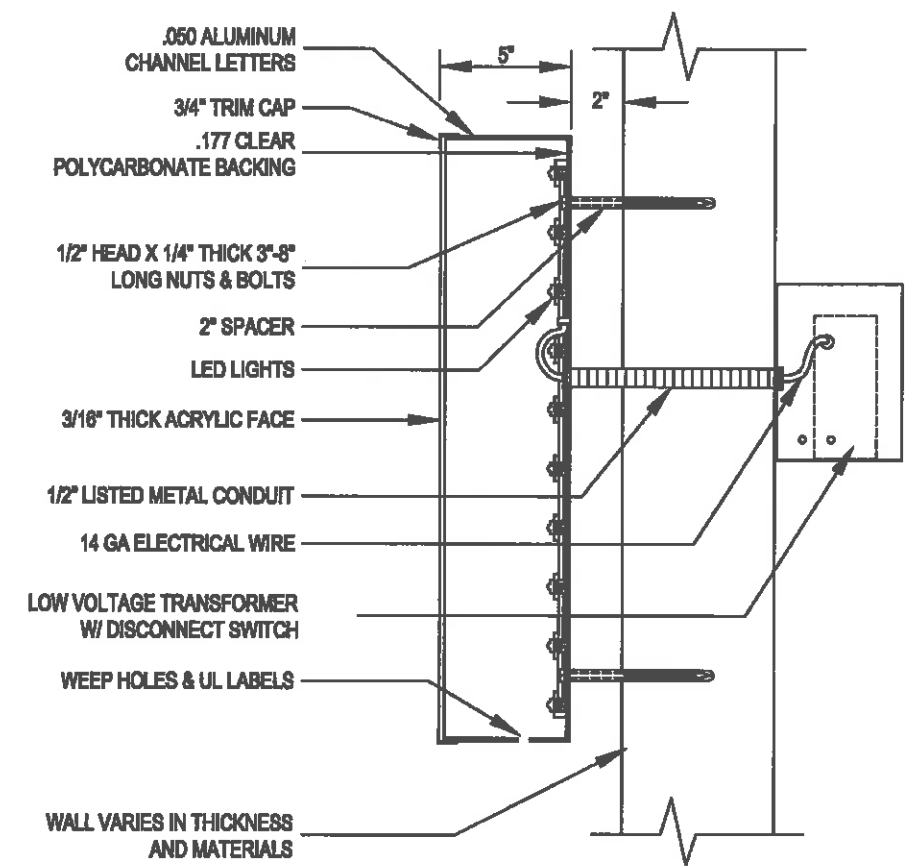 .050 ALUMINUM
CHANNEL LETTERS
5"
3/4" TRIM CAP
2"
.177 CLEAR
POLYCARBONATE BACKING
1/2" HEAD X 1/4" THICK 3"-8"
LONG NUTS & BOLTS
2" SPACER
LED LIGHTS
3/16" THICK ACRYLIC FACE
1/2" LISTED METAL CONDUIT
14 GA ELECTRICAL WIRE
LOW VOLTAGE TRANSFORMER
W/ DISCONNECT SWITCH
WEEP HOLES & UL LABELS
WALL VARIES IN THICKNESS
AND MATERIALS